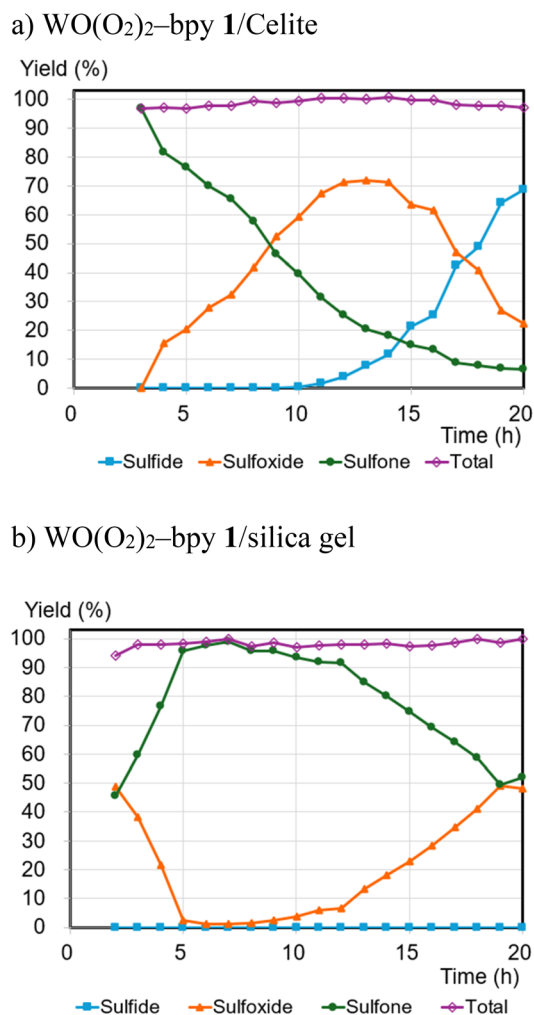 a) WO(O2)2–bpy 1/Celite
Yield (%)
100
90
80
70
60
50
40
30
20
10
0
0 5 10 15 20
Time (h)
Sulfide Sulfoxide Sulfone Total
b) WO(O2)2–bpy 1/silica gel
Yield (%)
100
90
80
70
60
50
40
30
20
10
0
0 5 10 15 20
Time (h)
Sulfide Sulfoxide Sulfone Total